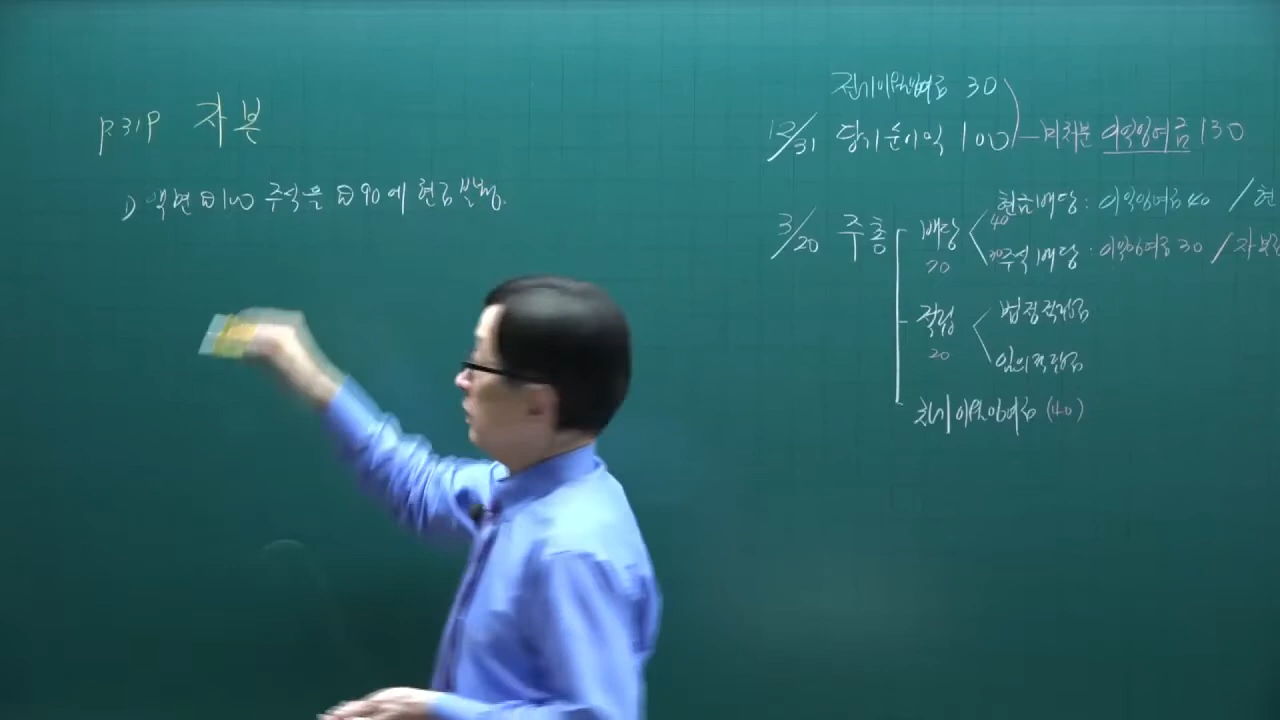 P.319 자본
1) 액면 @100 주식을 @90에 현금발행.
전기이월이익잉여금 30
12/31 당기순이익 100 미처분 이익잉여금 130
3/20 주총
배당 70
현금배당 : 이익잉여금 40 / 현
40
주식배당 : 이익잉여금 30 / 자본금
30
적립 20
법정적립금
임의적립금
차기이월이익잉여금 (40)